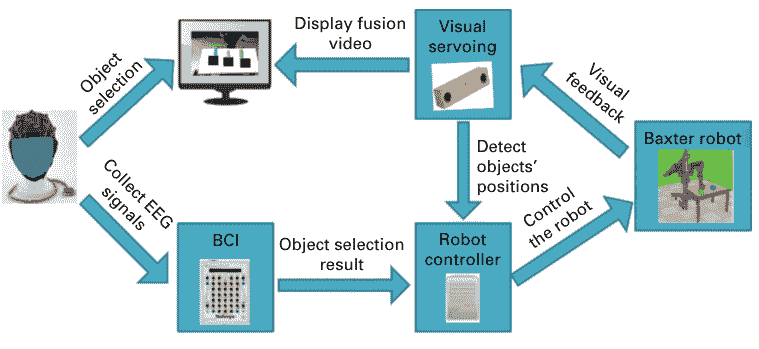 Display fusion
video
Visual
servoing
Object
selection
Visual
feedback
Baxter robot
Detect
objects'
positions
Collect EEG
signals
Control
the robot
BCI
Object selection
result
Robot
controller